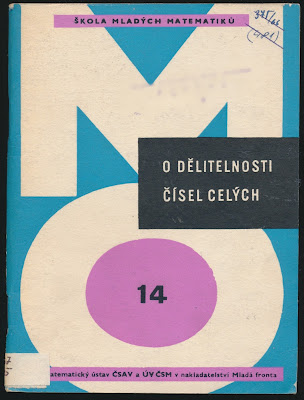 ŠKOLA MLADÝCH MATEMATIKŮ
O DĚLITELNOSTI
ČÍSEL CELÝCH
14
matematický ústav ČSAV a ÚV ČSM v nakladatelství Mladá fronta